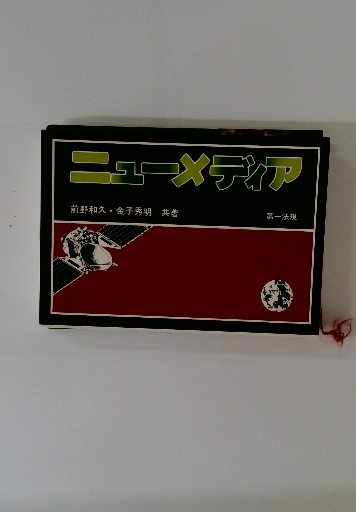 ニューメディア
前野和久・金子秀明 共著
第一法規